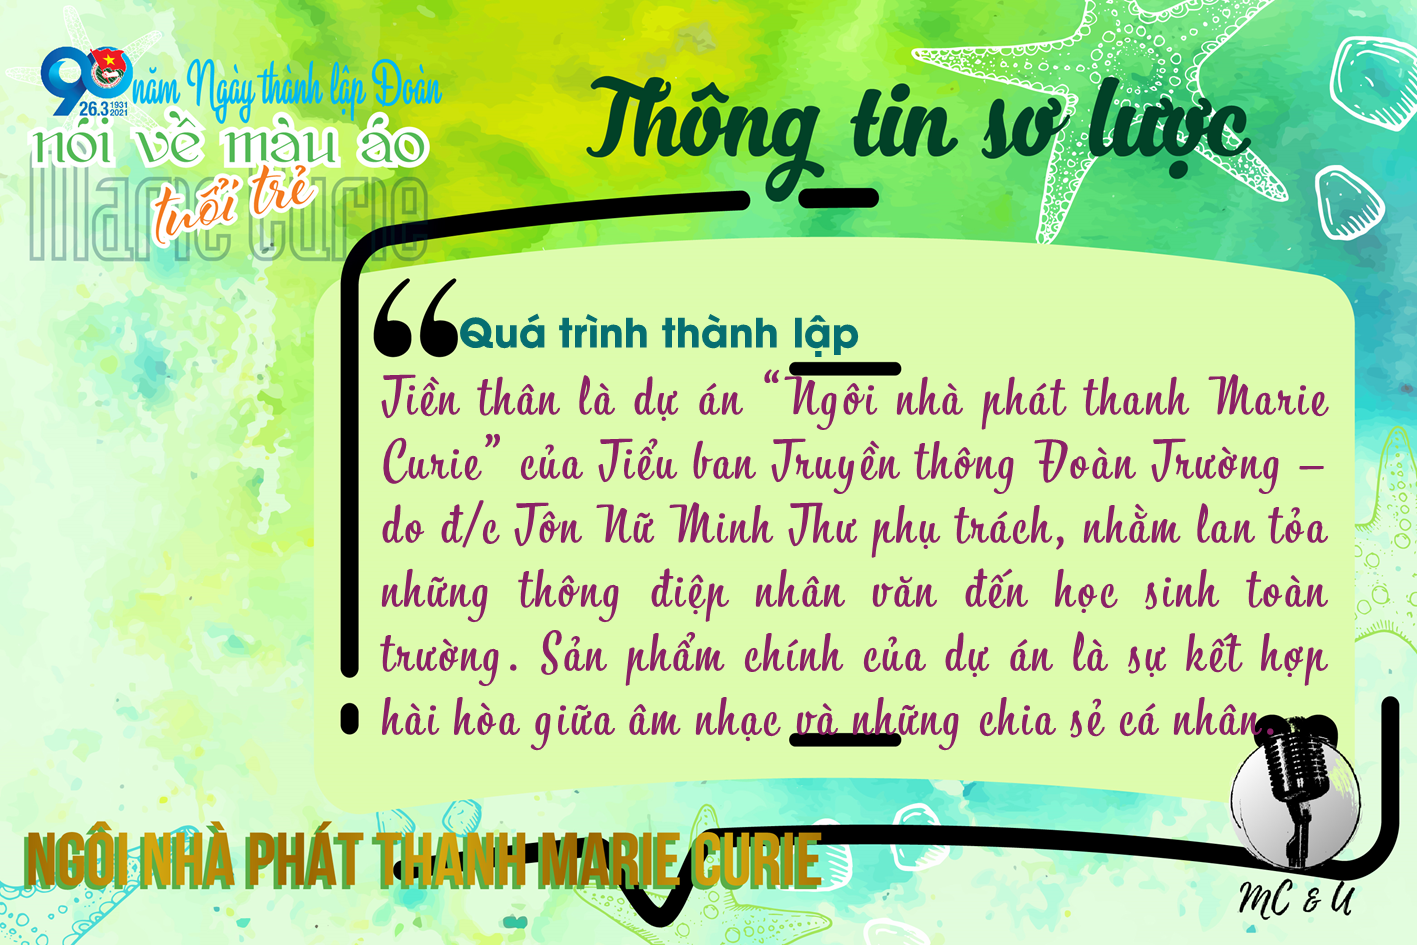 90 năm Ngày thành lập Đoàn
26.3 1931 2021
nói về màu áo
Marie Curie
tuổi trẻ
Thông tin sơ lược
“Quá trình thành lập
Tiền thân là dự án “Ngôi nhà phát thanh Marie
Curie” của Tiểu ban Truyền thông Đoàn Trường –
do đ/c Tôn Nữ Minh Thư phụ trách, nhằm lan tỏa
những thông điệp nhân văn đến học sinh toàn
trường. Sản phẩm chính của dự án là sự kết hợp
hài hòa giữa âm nhạc và những chia sẻ cá nhân.
NGÔI NHÀ PHÁT THANH MARIE CURIE
MC & U